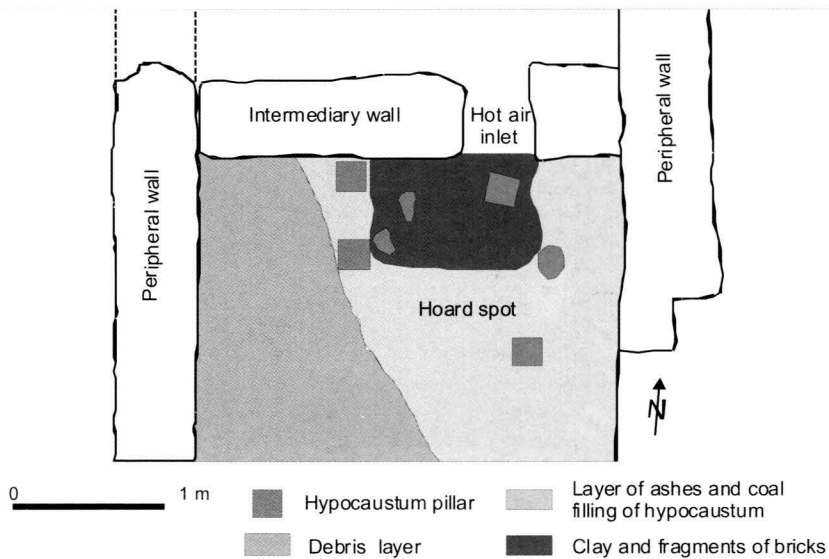 Intermediary wall
Hot air
inlet
Peripheral wall
Peripheral wall
Hoard spot
N
0 1 m
Hypocaustum pillar
Layer of ashes and coal
filling of hypocaustum
Debris layer
Clay and fragments of bricks